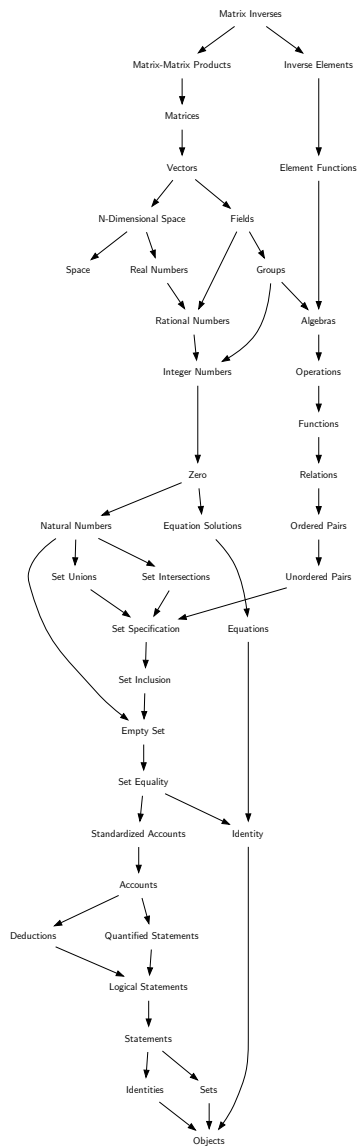 Matrix Inverses
Matrix-Matrix Products
Inverse Elements
Matrices
Vectors
Element Functions
N-Dimensional Space
Fields
Space
Real Numbers
Groups
Rational Numbers
Algebras
Integer Numbers
Operations
Functions
Zero
Relations
Natural Numbers
Equation Solutions
Ordered Pairs
Set Unions
Set Intersections
Unordered Pairs
Set Specification
Equations
Set Inclusion
Empty Set
Set Equality
Standardized Accounts
Identity
Accounts
Deductions
Quantified Statements
Logical Statements
Statements
Identities
Sets
Objects